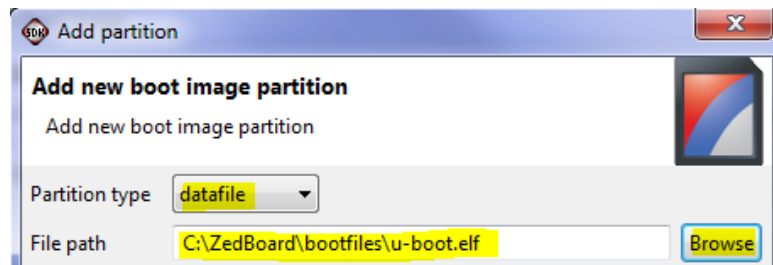 SDK Add partition
Add new boot image partition
Add new boot image partition
Partition type datafile
File path C:\ZedBoard\bootfiles\u-boot.elf Browse